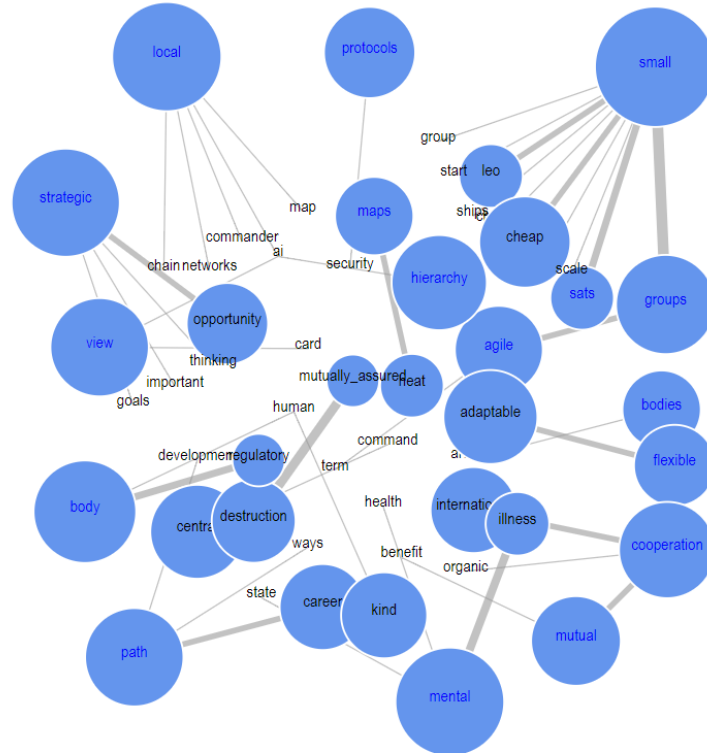 local
protocols
small
group
start
leo
strategic
map
maps
ships
commander
cheap
ai
chain
networks
security
scale
hierarchy
sats
groups
opportunity
view
card
agile
thinking
important
mutually_assured
heat
goals
human
adaptable
bodies
command
development
regulatory
term
flexible
body
health
destruction
illness
ways
benefit
cooperation
organic
state
career
kind
path
mutual
mental